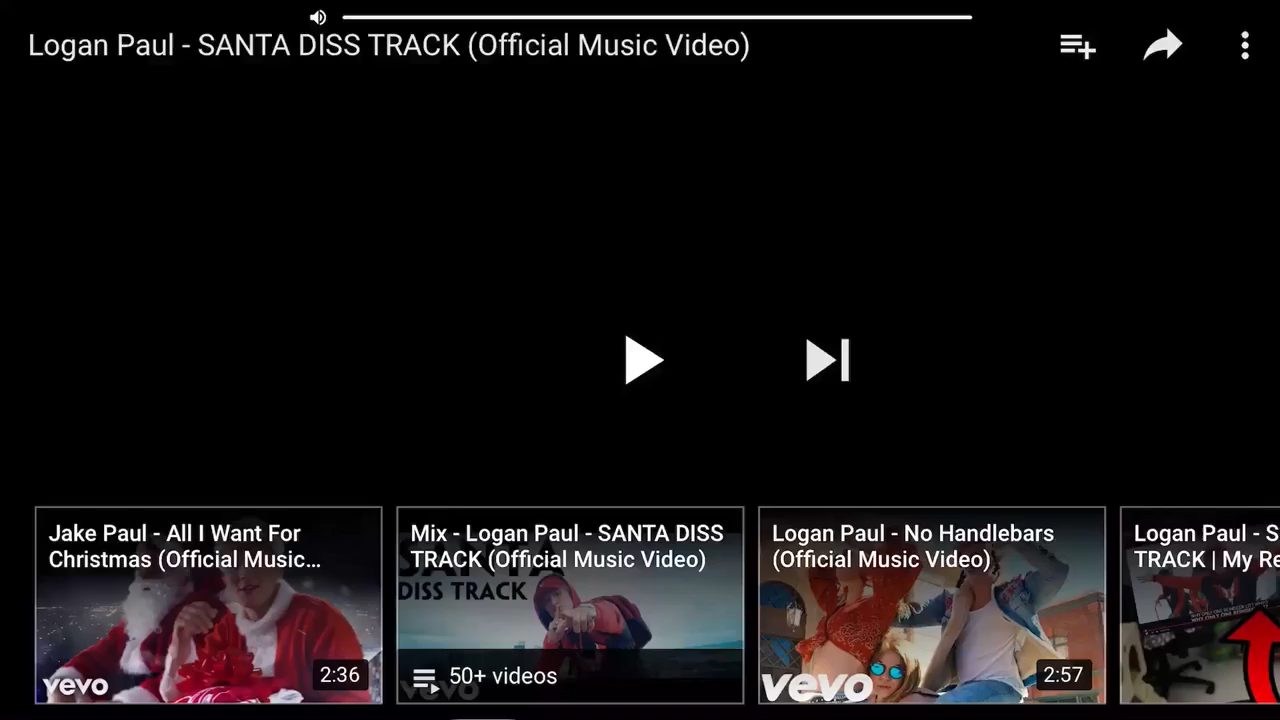 Logan Paul - SANTA DISS TRACK (Official Music Video)
Jake Paul - All I Want For
Christmas (Official Music...
2:36
vevo
Mix - Logan Paul - SANTA DISS
TRACK (Official Music Video)
SANTA
DISS TRACK
50+ videos
vevo
Logan Paul - No Handlebars
(Official Music Video)
2:57
vevo
Logan Paul - S
TRACK | My Re